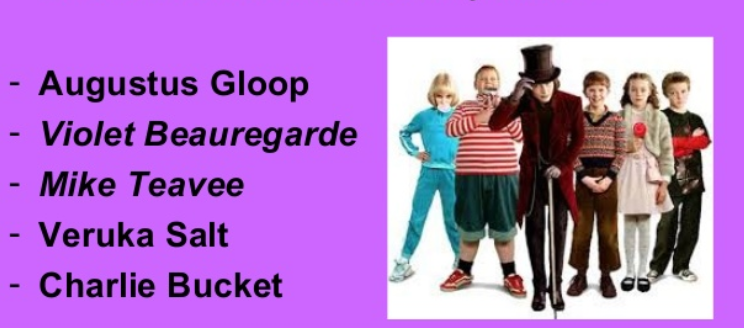 - Augustus Gloop
- Violet Beauregarde
- Mike Teavee
- Veruka Salt
- Charlie Bucket